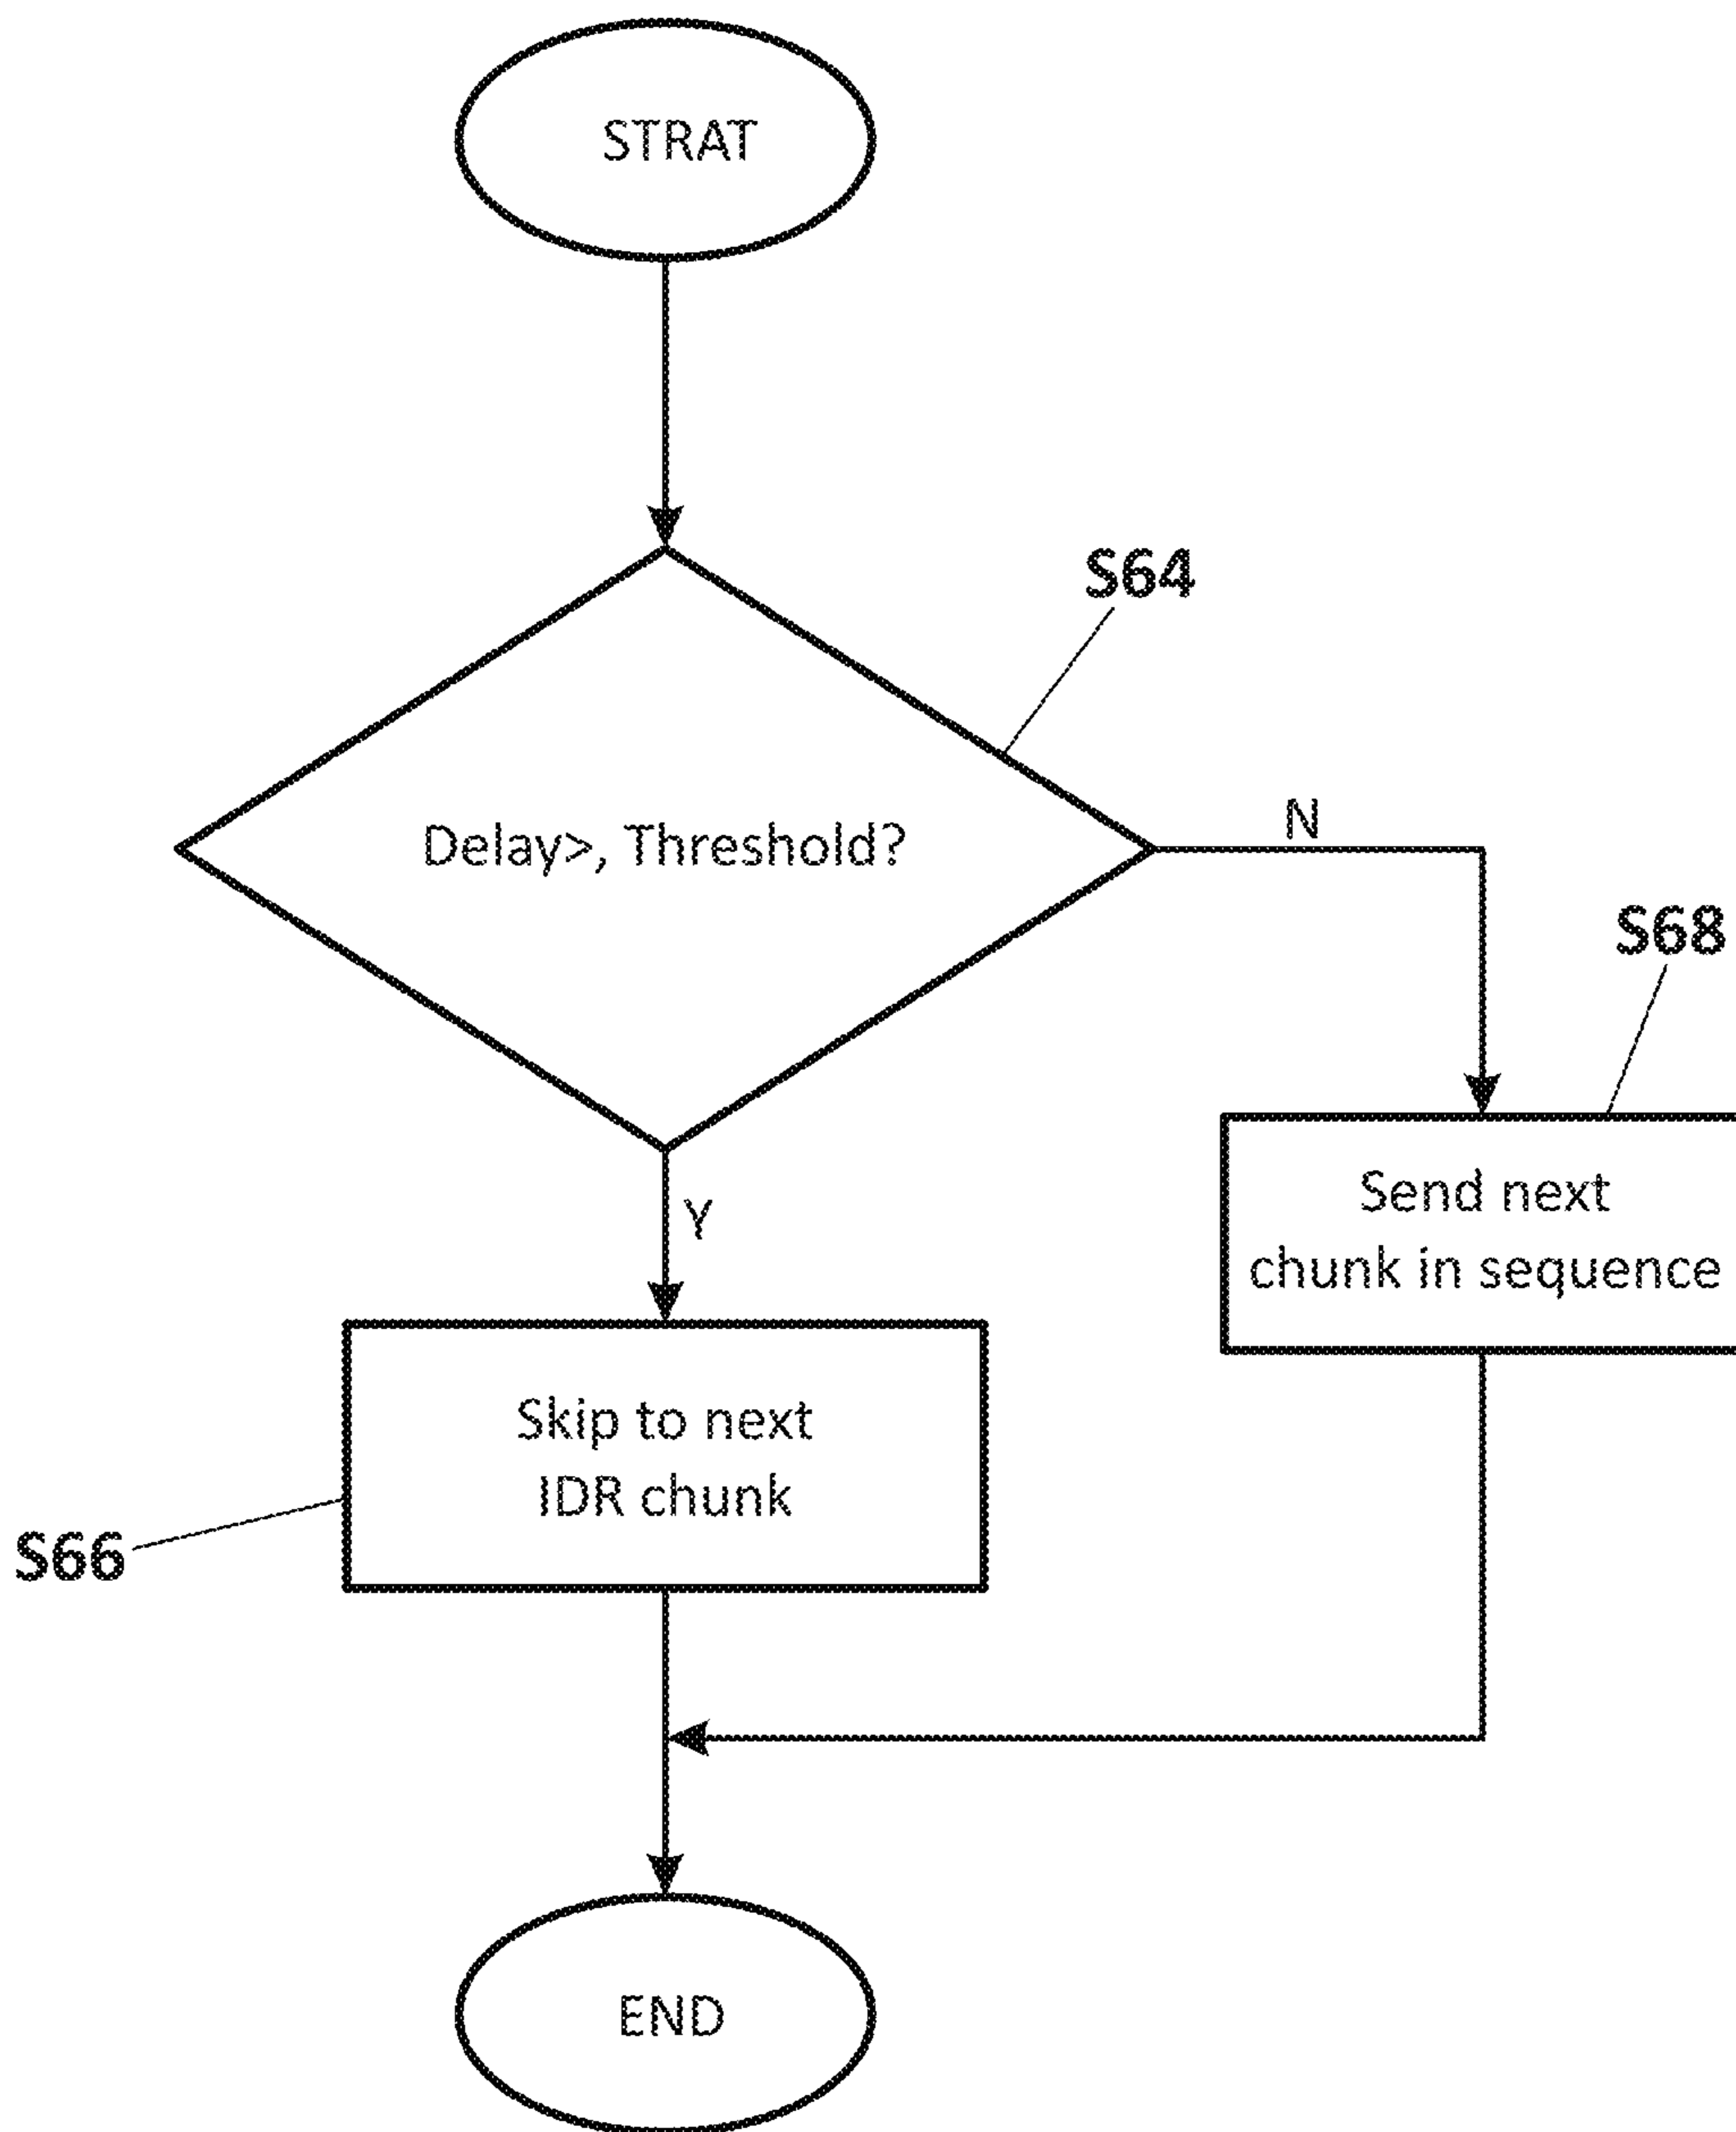 STRAT
S64
Delay>, Threshold?
N
S68
Send next
chunk in sequence
Y
Skip to next
IDR chunk
S66
END